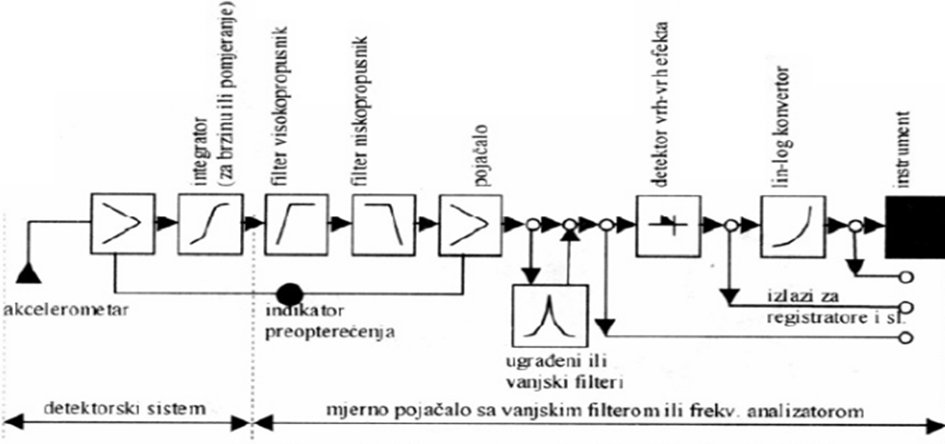 integrator
(za brzinu ili pomjeranje)
filter visokopropusnik
filter niskopropusnik
pojačalo
detektor vrh-vrh efekta
lin-log konvertor
instrument
akcelerometar
indikator
preopterećenja
izlazi za
registratore i sl.
ugrađeni ili
vanjski filteri
detektorski sistem
mjerno pojačalo sa vanjskim filterom ili frekv. analizatorom